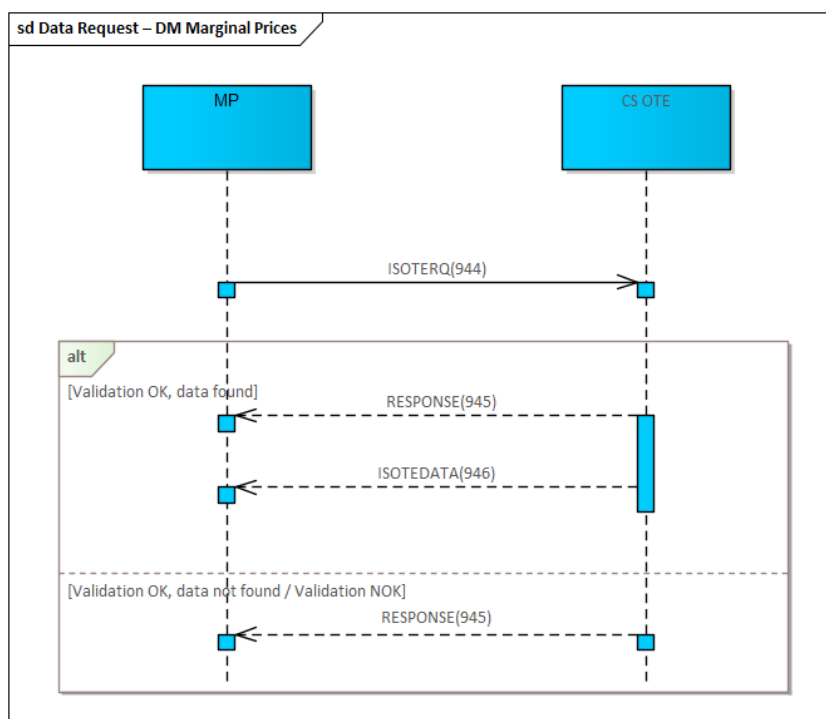 sd Data Request – DM Marginal Prices
MP
CS OTE
ISOTERQ(944)
alt
[Validation OK, data found]
RESPONSE(945)
ISOTEDATA(946)
[Validation OK, data not found / Validation NOK]
RESPONSE(945)